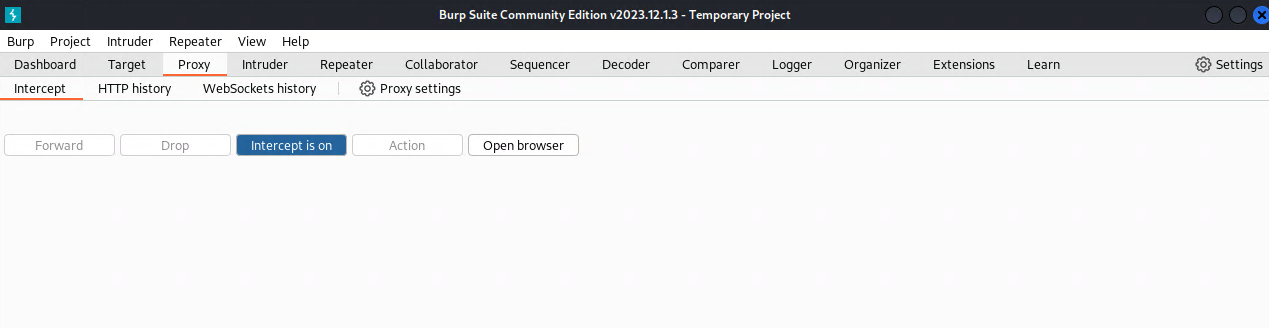 Burp Suite Community Edition v2023.12.1.3 - Temporary Project
Burp Project Intruder Repeater View Help
Dashboard Target Proxy Intruder Repeater Collaborator Sequencer Decoder Comparer Logger Organizer Extensions Learn Settings
Intercept HTTP history WebSockets history Proxy settings
Forward Drop Intercept is on Action Open browser